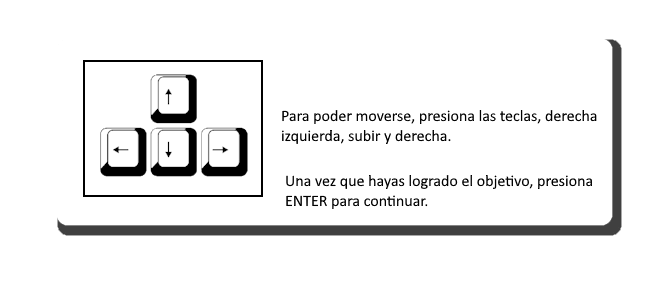 Para poder moverse, presiona las teclas, derecha
izquierda, subir y derecha.
Una vez que hayas logrado el objetivo, presiona
ENTER para continuar.